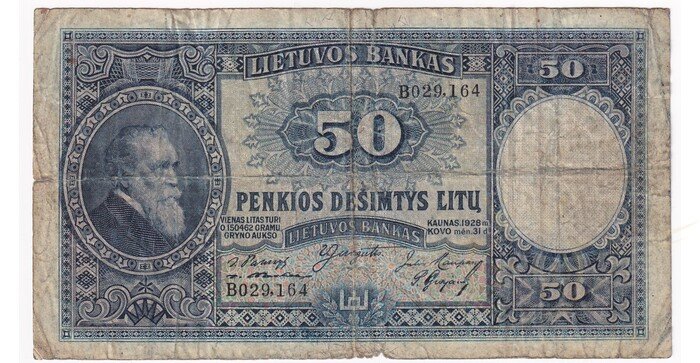 LIETUVOS BANKAS
50
B029,164
50
PENKIOS DEŠIMTYS LITŲ
VIENAS LITAS TURI
0.150462 GRAMŲ
GRYNO AUKSO
KAUNAS, 1928 m
KOVO mėn. 31 d
LIETUVOS BANKAS
B029,164
50